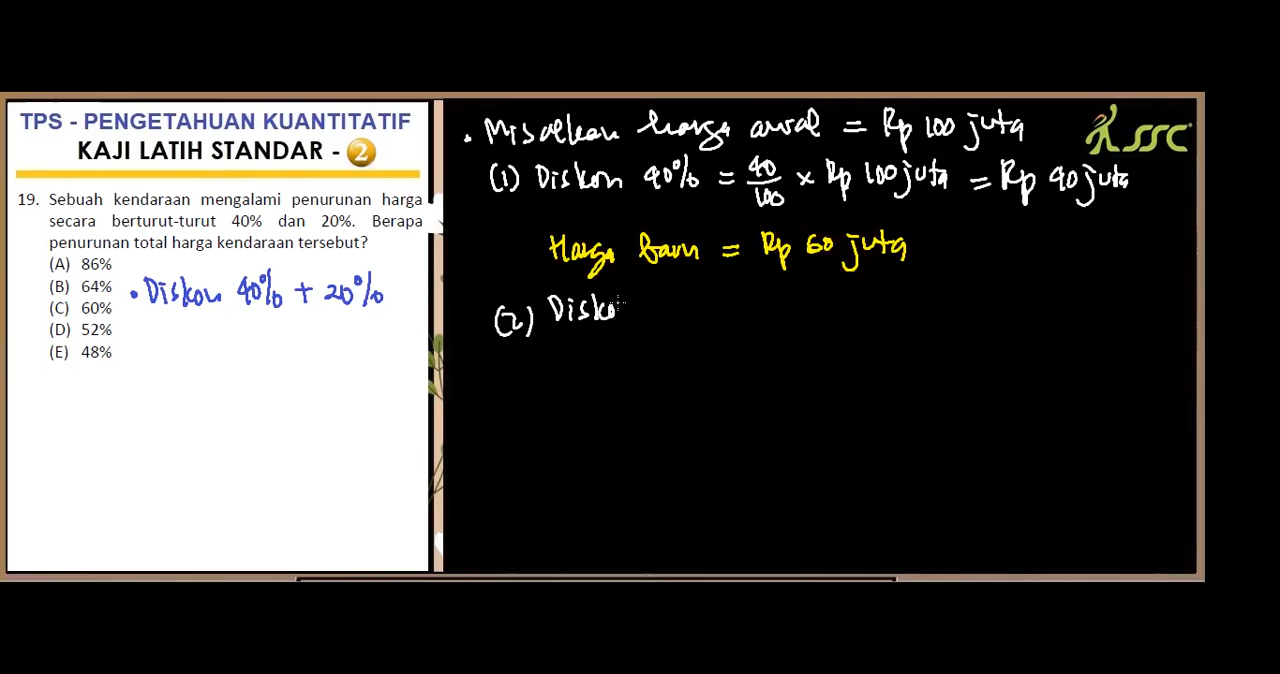 TPS - PENGETAHUAN KUANTITATIF
KAJI LATIH STANDAR - 2
19. Sebuah kendaraan mengalami penurunan harga
secara berturut-turut 40% dan 20%. Berapa
penurunan total harga kendaraan tersebut?
(A) 86%
(B) 64%
(C) 60%
(D) 52%
(E) 48%
• Diskon 40% + 20%
• Misalkan harga awal = Rp 100 juta
(1) Diskon 40% = 40/100 × Rp 100 juta = Rp 40 juta
Harga baru = Rp 60 juta
(2) Disko
SSC